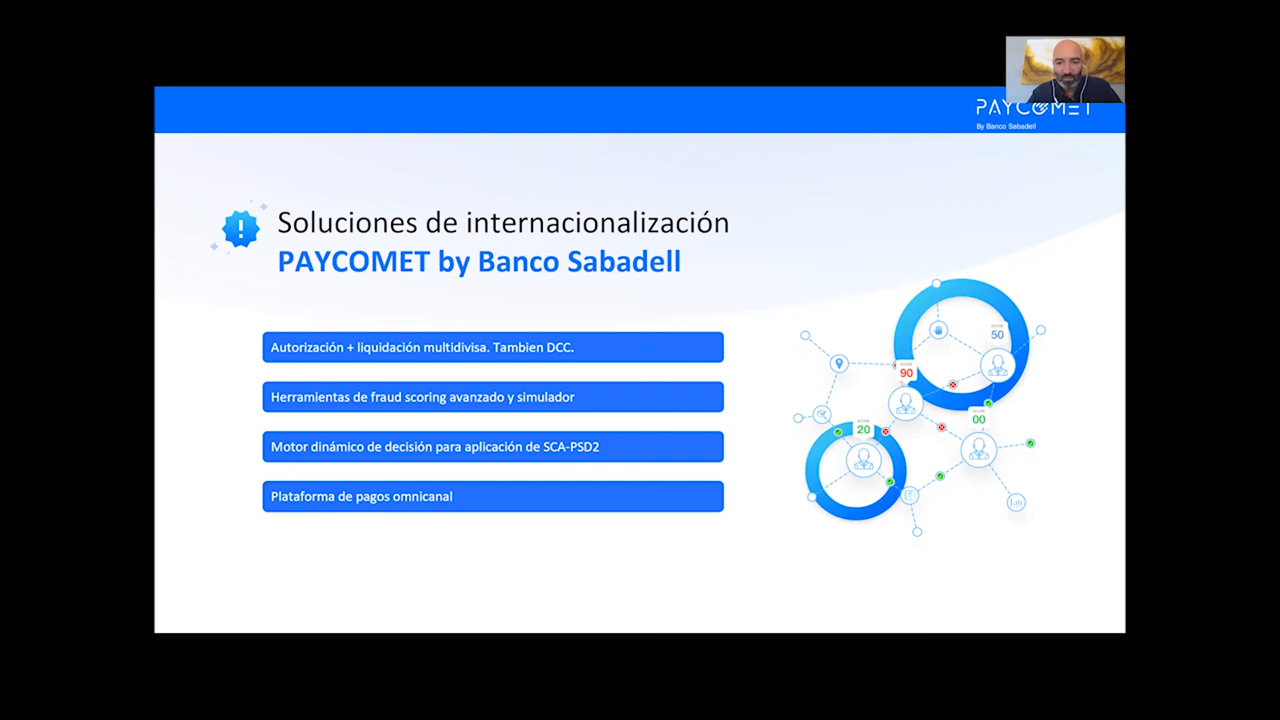 PAYCOMET
By Banco Sabadell
Soluciones de internacionalización
PAYCOMET by Banco Sabadell
Autorización + liquidación multidivisa. Tambien DCC.
Herramientas de fraud scoring avanzado y simulador
Motor dinámico de decisión para aplicación de SCA-PSD2
Plataforma de pagos omnicanal
50
90
00
20